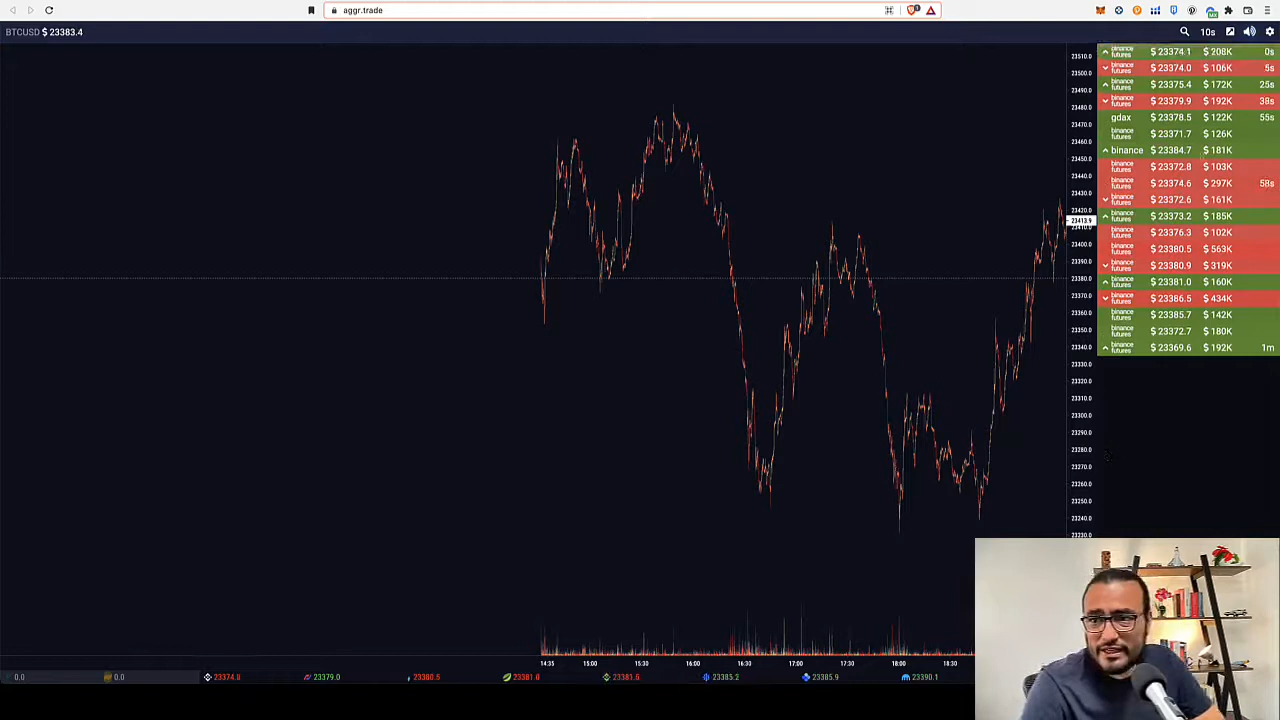 aggr.trade
BTCUSD $ 23383.4
10s
binance futures $ 23374.1 $ 208K 0s
binance futures $ 23374.0 $ 106K 5s
binance futures $ 23375.4 $ 172K 25s
binance futures $ 23379.9 $ 192K 38s
gdax $ 23378.5 $ 122K 55s
binance futures $ 23371.7 $ 126K
binance $ 23384.7 $ 181K
binance futures $ 23372.8 $ 103K
binance futures $ 23374.6 $ 297K 58s
binance futures $ 23372.6 $ 161K
binance futures $ 23373.2 $ 185K
binance futures $ 23376.3 $ 102K
binance futures $ 23380.5 $ 563K
binance futures $ 23380.9 $ 319K
binance futures $ 23381.0 $ 160K
binance futures $ 23386.5 $ 434K
binance futures $ 23385.7 $ 142K
binance futures $ 23372.7 $ 180K
binance futures $ 23369.6 $ 192K 1m
23510.0
23500.0
23490.0
23480.0
23470.0
23460.0
23450.0
23440.0
23430.0
23420.0
23413.9
23410.0
23400.0
23390.0
23380.0
23370.0
23360.0
23350.0
23340.0
23330.0
23320.0
23310.0
23300.0
23290.0
23280.0
23270.0
23260.0
23250.0
23240.0
23230.0
14:35 15:00 15:30 16:00 16:30 17:00 17:30 18:00 18:30
0.0 0.0 23374.8 23379.0 23380.5 23381.0 23381.6 23385.2 23385.9 23390.1